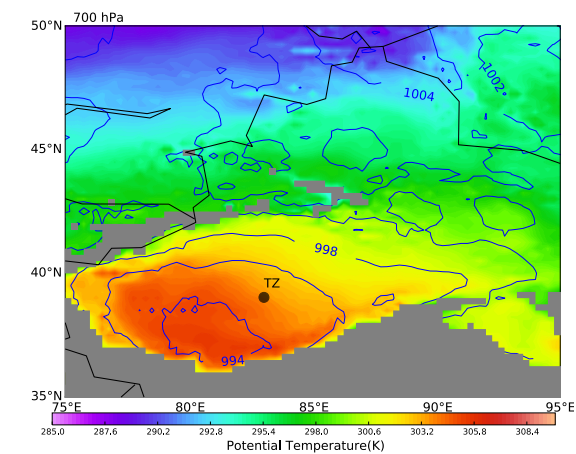 700 hPa
50°N
1002
1004
45°N
998
40°N
TZ
994
35°N
75°E 80°E 85°E 90°E 95°E
285.0 287.6 290.2 292.8 295.4 298.0 300.6 303.2 305.8 308.4
Potential Temperature(K)